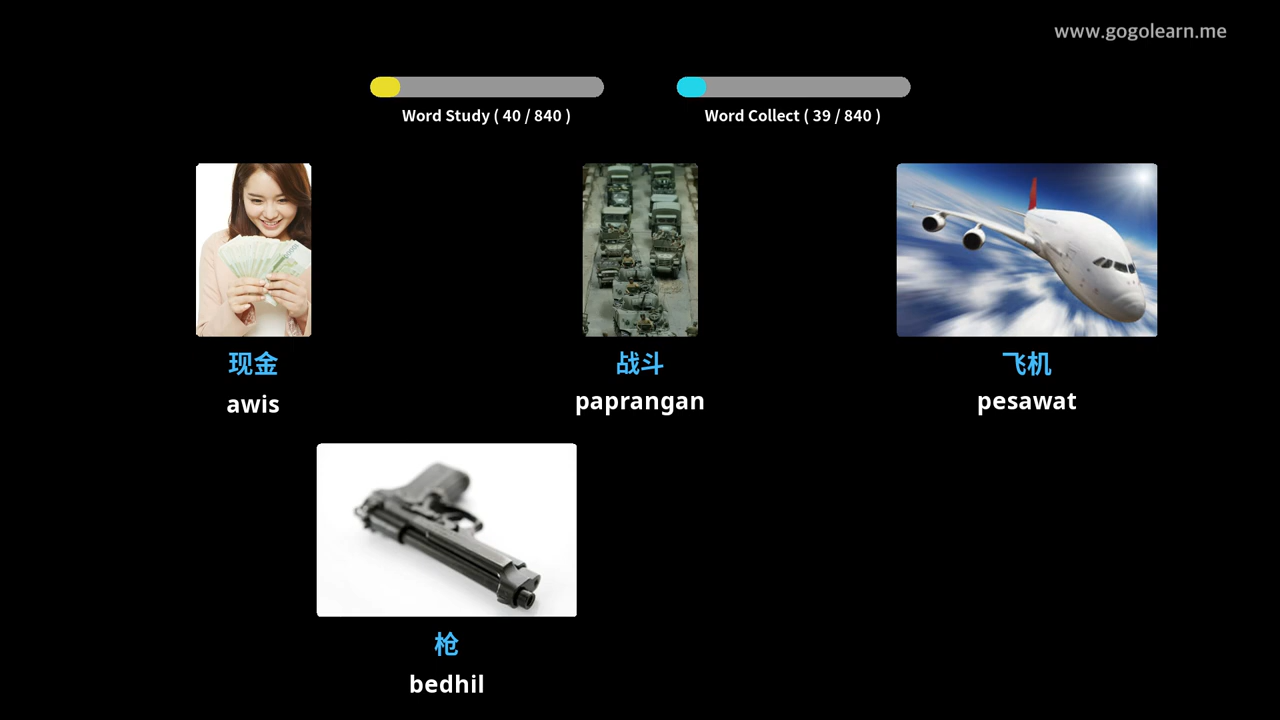 www.gogolearn.me
Word Study ( 40 / 840 )
Word Collect ( 39 / 840 )
现金
awis
战斗
paprangan
飞机
pesawat
枪
bedhil